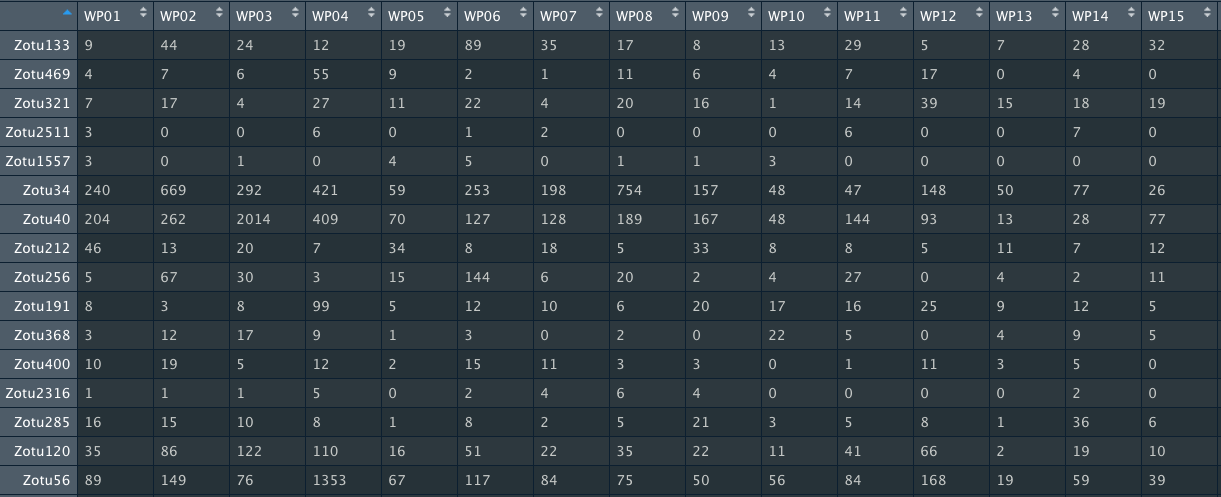 WP01 WP02 WP03 WP04 WP05 WP06 WP07 WP08 WP09 WP10 WP11 WP12 WP13 WP14 WP15
Zotu133 9 44 24 12 19 89 35 17 8 13 29 5 7 28 32
Zotu469 4 7 6 55 9 2 1 11 6 4 7 17 0 4 0
Zotu321 7 17 4 27 11 22 4 20 16 1 14 39 15 18 19
Zotu2511 3 0 0 6 0 1 2 0 0 0 6 0 0 7 0
Zotu1557 3 0 1 0 4 5 0 1 1 3 0 0 0 0 0
Zotu34 240 669 292 421 59 253 198 754 157 48 47 148 50 77 26
Zotu40 204 262 2014 409 70 127 128 189 167 48 144 93 13 28 77
Zotu212 46 13 20 7 34 8 18 5 33 8 8 5 11 7 12
Zotu256 5 67 30 3 15 144 6 20 2 4 27 0 4 2 11
Zotu191 8 3 8 99 5 12 10 6 20 17 16 25 9 12 5
Zotu368 3 12 17 9 1 3 0 2 0 22 5 0 4 9 5
Zotu400 10 19 5 12 2 15 11 3 3 0 1 11 3 5 0
Zotu2316 1 1 1 5 0 2 4 6 4 0 0 0 0 2 0
Zotu285 16 15 10 8 1 8 2 5 21 3 5 8 1 36 6
Zotu120 35 86 122 110 16 51 22 35 22 11 41 66 2 19 10
Zotu56 89 149 76 1353 67 117 84 75 50 56 84 168 19 59 39